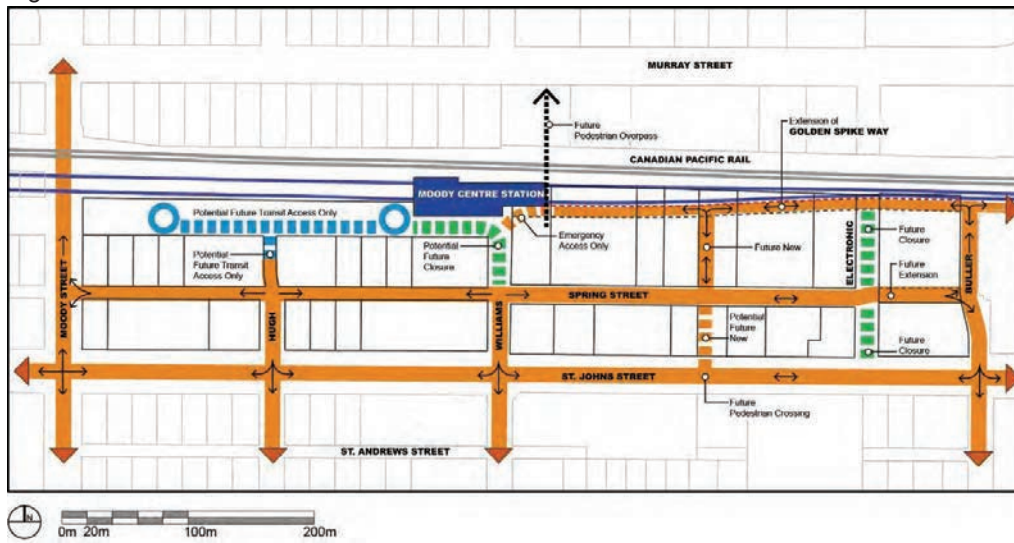 MURRAY STREET
Future
Pedestrian Overpass
Extension of
GOLDEN SPIKE WAY
CANADIAN PACIFIC RAIL
MOODY CENTRE STATION
Potential Future Transit Access Only
Potential
Future Transit
Access Only
Potential
Future
Closure
Emergency
Access Only
Future New
ELECTRONIC
Future
Closure
Future
Extension
BULLER
MOODY STREET
HUGH
WILLIAMS
SPRING STREET
Potential
Future
New
Future
Closure
ST. JOHNS STREET
Future
Pedestrian Crossing
ST. ANDREWS STREET
N
0m 20m 100m 200m